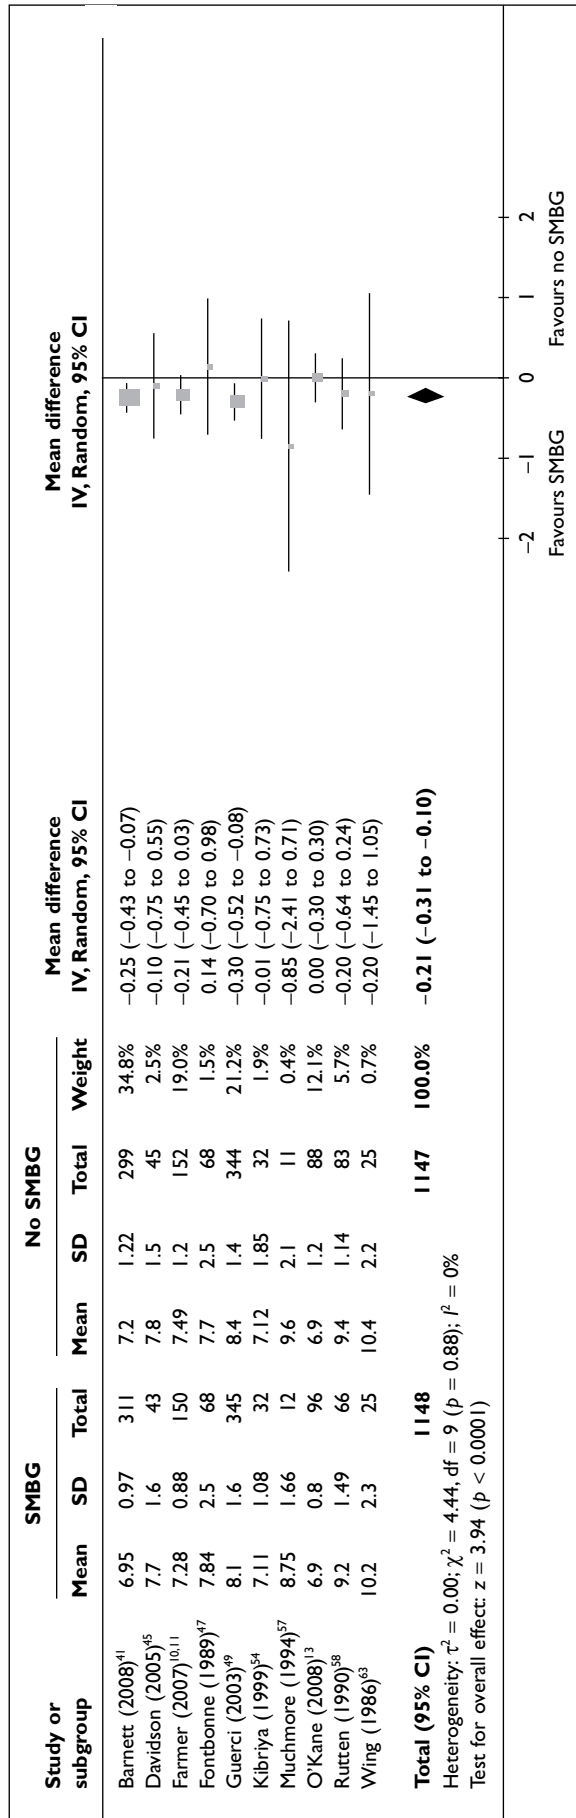 SMBG No SMBG
Study or subgroup Mean SD Total Mean SD Total Weight Mean difference IV, Random, 95% CI Mean difference IV, Random, 95% CI
Barnett (2008)41 6.95 0.97 311 7.2 1.22 299 34.8% −0.25 (−0.43 to −0.07)
Davidson (2005)45 7.7 1.6 43 7.8 1.5 45 2.5% −0.10 (−0.75 to 0.55)
Farmer (2007)10,11 7.28 0.88 150 7.49 1.2 152 19.0% −0.21 (−0.45 to 0.03)
Fontbonne (1989)47 7.84 2.5 68 7.7 2.5 68 1.5% 0.14 (−0.70 to 0.98)
Guerci (2003)49 8.1 1.6 345 8.4 1.4 344 21.2% −0.30 (−0.52 to −0.08)
Kibriya (1999)54 7.11 1.08 32 7.12 1.85 32 1.9% −0.01 (−0.75 to 0.73)
Muchmore (1994)57 8.75 1.66 12 9.6 2.1 11 0.4% −0.85 (−2.41 to 0.71)
O'Kane (2008)13 6.9 0.8 96 6.9 1.2 88 12.1% 0.00 (−0.30 to 0.30)
Rutten (1990)58 9.2 1.49 66 9.4 1.14 83 5.7% −0.20 (−0.64 to 0.24)
Wing (1986)63 10.2 2.3 25 10.4 2.2 25 0.7% −0.20 (−1.45 to 1.05)
Total (95% CI) 1148 1147 100.0% −0.21 (−0.31 to −0.10)
Heterogeneity: τ2 = 0.00; χ2 = 4.44, df = 9 (p = 0.88); I2 = 0%
Test for overall effect: z = 3.94 (p < 0.0001)
−2 −1 0 1 2
Favours SMBG Favours no SMBG